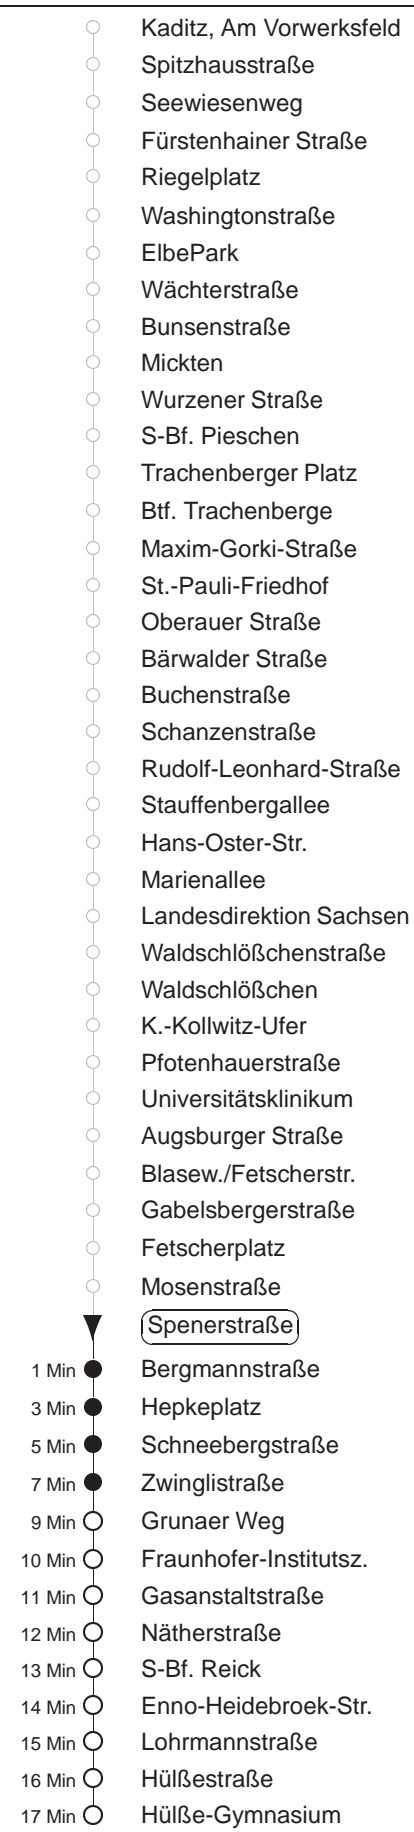 Kaditz, Am Vorwerksfeld
Spitzhausstraße
Seewiesenweg
Fürstenhainer Straße
Riegelplatz
Washingtonstraße
ElbePark
Wächterstraße
Bunsenstraße
Mickten
Wurzener Straße
S-Bf. Pieschen
Trachenberger Platz
Btf. Trachenberge
Maxim-Gorki-Straße
St.-Pauli-Friedhof
Oberauer Straße
Bärwalder Straße
Buchenstraße
Schanzenstraße
Rudolf-Leonhard-Straße
Stauffenbergallee
Hans-Oster-Str.
Marienallee
Landesdirektion Sachsen
Waldschlößchenstraße
Waldschlößchen
K.-Kollwitz-Ufer
Pfotenhauerstraße
Universitätsklinikum
Augsburger Straße
Blasew./Fetscherstr.
Gabelsbergerstraße
Fetscherplatz
Mosenstraße
Spenerstraße
1 Min Bergmannstraße
3 Min Hepkeplatz
5 Min Schneebergstraße
7 Min Zwinglistraße
9 Min Grunaer Weg
10 Min Fraunhofer-Institutsz.
11 Min Gasanstaltstraße
12 Min Nätherstraße
13 Min S-Bf. Reick
14 Min Enno-Heidebroek-Str.
15 Min Lohrmannstraße
16 Min Hülßestraße
17 Min Hülße-Gymnasium